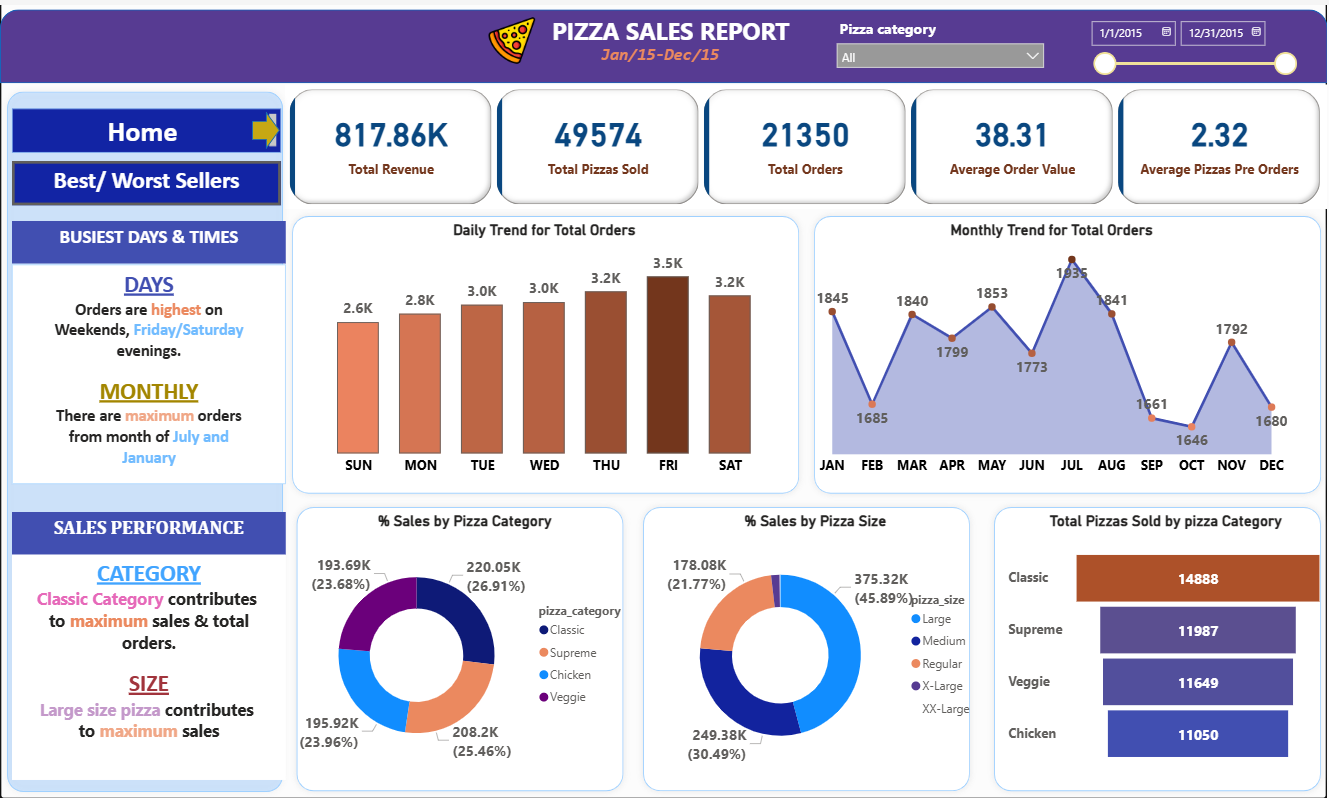 PIZZA SALES REPORT
Jan/15-Dec/15
Pizza category
All
1/1/2015
12/31/2015
Home
Best/ Worst Sellers
817.86K
Total Revenue
49574
Total Pizzas Sold
21350
Total Orders
38.31
Average Order Value
2.32
Average Pizzas Pre Orders
BUSIEST DAYS & TIMES
DAYS
Orders are highest on
Weekends, Friday/Saturday
evenings.
MONTHLY
There are maximum orders
from month of July and
January
SALES PERFORMANCE
CATEGORY
Classic Category contributes
to maximum sales & total
orders.
SIZE
Large size pizza contributes
to maximum sales
Daily Trend for Total Orders
2.6K
2.8K
3.0K
3.0K
3.2K
3.5K
3.2K
SUN MON TUE WED THU FRI SAT
Monthly Trend for Total Orders
1845
1685
1840
1799
1853
1773
1935
1841
1661
1646
1792
1680
JAN FEB MAR APR MAY JUN JUL AUG SEP OCT NOV DEC
% Sales by Pizza Category
193.69K
(23.68%)
220.05K
(26.91%)
195.92K
(23.96%)
208.2K
(25.46%)
pizza_category
Classic
Supreme
Chicken
Veggie
% Sales by Pizza Size
178.08K
(21.77%)
375.32K
(45.89%)
249.38K
(30.49%)
pizza_size
Large
Medium
Regular
X-Large
XX-Large
Total Pizzas Sold by pizza Category
Classic 14888
Supreme 11987
Veggie 11649
Chicken 11050